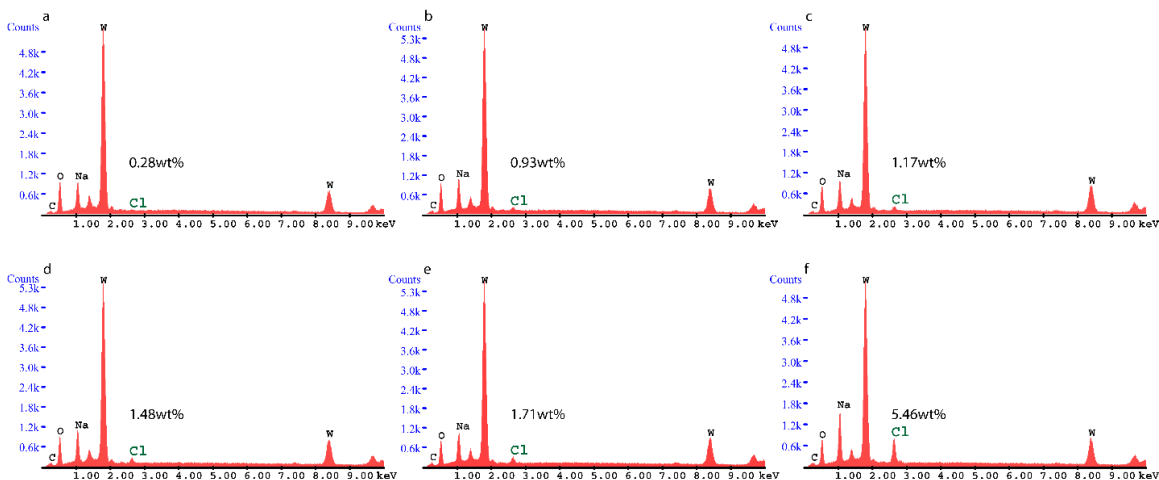 a
Counts
W
4.8k
4.2k
3.6k
3.0k
2.4k
1.8k
1.2k
0.6k
0.28wt%
O
Na
C
Cl
W
1.00 2.00 3.00 4.00 5.00 6.00 7.00 8.00 9.00 keV
b
Counts
W
5.3k
4.8k
4.2k
3.6k
3.0k
2.4k
1.8k
1.2k
0.6k
0.93wt%
O
Na
C
Cl
W
1.00 2.00 3.00 4.00 5.00 6.00 7.00 8.00 9.00 keV
c
Counts
W
4.8k
4.2k
3.6k
3.0k
2.4k
1.8k
1.2k
0.6k
1.17wt%
O
Na
C
Cl
W
1.00 2.00 3.00 4.00 5.00 6.00 7.00 8.00 9.00 keV
d
Counts
W
5.3k
4.8k
4.2k
3.6k
3.0k
2.4k
1.8k
1.2k
0.6k
1.48wt%
O
Na
C
Cl
W
1.00 2.00 3.00 4.00 5.00 6.00 7.00 8.00 9.00 keV
e
Counts
W
5.3k
4.8k
4.2k
3.6k
3.0k
2.4k
1.8k
1.2k
0.6k
1.71wt%
O
Na
C
Cl
W
1.00 2.00 3.00 4.00 5.00 6.00 7.00 8.00 9.00 keV
f
Counts
W
4.8k
4.2k
3.6k
3.0k
2.4k
1.8k
1.2k
0.6k
5.46wt%
Na
O
C
Cl
W
1.00 2.00 3.00 4.00 5.00 6.00 7.00 8.00 9.00 keV